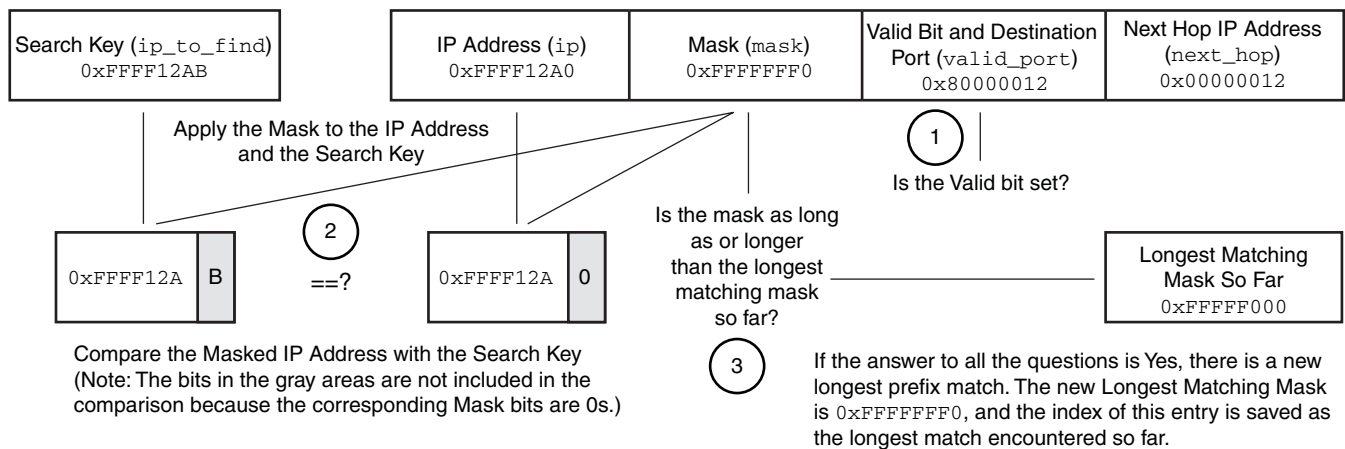 Search Key (ip_to_find)
0xFFFF12AB
IP Address (ip)
0xFFFF12A0
Mask (mask)
0xFFFFFFF0
Valid Bit and Destination
Port (valid_port)
0x80000012
Next Hop IP Address
(next_hop)
0x00000012
Apply the Mask to the IP Address
and the Search Key
1
Is the Valid bit set?
2
==?
0xFFFF12A B
0xFFFF12A 0
Is the mask as long
as or longer
than the longest
matching mask
so far?
Longest Matching
Mask So Far
0xFFFFF000
Compare the Masked IP Address with the Search Key
(Note: The bits in the gray areas are not included in the
comparison because the corresponding Mask bits are 0s.)
3
If the answer to all the questions is Yes, there is a new
longest prefix match. The new Longest Matching Mask
is 0xFFFFFFF0, and the index of this entry is saved as
the longest match encountered so far.